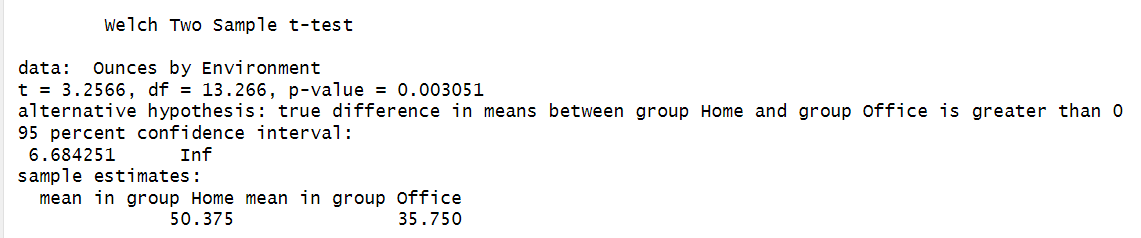 Welch Two Sample t-test
data:  Ounces by Environment
t = 3.2566, df = 13.266, p-value = 0.003051
alternative hypothesis: true difference in means between group Home and group Office is greater than 0
95 percent confidence interval:
 6.684251      Inf
sample estimates:
  mean in group Home mean in group Office
              50.375               35.750